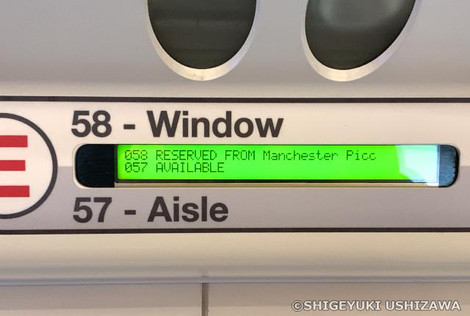 58 - Window
058 RESERVED FROM Manchester Picc
057 AVAILABLE
57 - Aisle
E
©SHIGEYUKI USHIZAWA